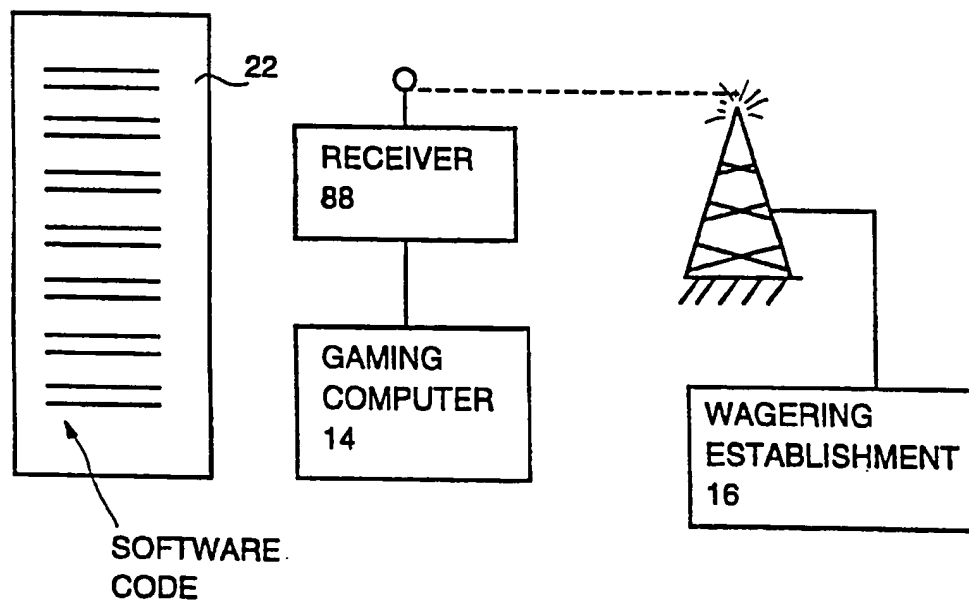 22
RECEIVER
88
GAMING
COMPUTER
14
WAGERING
ESTABLISHMENT
16
SOFTWARE
CODE